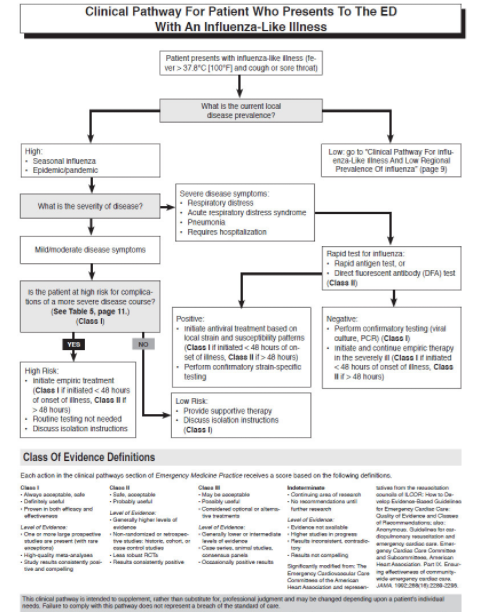 Clinical Pathway For Patient Who Presents To The ED
With An Influenza-Like Illness
Patient presents with influenza-like illness (fe-
ver > 37.8°C [100°F] and cough or sore throat)
What is the current local
disease prevalence?
High:
• Seasonal influenza
• Epidemic/pandemic
Low: go to "Clinical Pathway For Influ-
enza-Like Illness And Low Regional
Prevalence Of Influenza" (page 9)
What is the severity of disease?
Severe disease symptoms:
• Respiratory distress
• Acute respiratory distress syndrome
• Pneumonia
• Requires hospitalization
Mild/moderate disease symptoms
Rapid test for influenza:
• Rapid antigen test, or
• Direct fluorescent antibody (DFA) test
(Class II)
Is the patient at high risk for complica-
tions of a more severe disease course?
(See Table 5, page 11.)
(Class I)
YES
NO
Positive:
• Initiate antiviral treatment based on
local strain and susceptibility patterns
(Class I if initiated < 48 hours of on-
set of illness, Class II if > 48 hours)
• Perform confirmatory strain-specific
testing
Negative:
• Perform confirmatory testing (viral
culture, PCR) (Class I)
• Initiate and continue empiric therapy
in the severely ill (Class I if initiated
< 48 hours of onset of illness, Class
II if > 48 hours)
High Risk:
• Initiate empiric treatment
(Class I if initiated < 48 hours
of onset of illness, Class II if
> 48 hours)
• Routine testing not needed
• Discuss isolation instructions
Low Risk:
• Provide supportive therapy
• Discuss isolation instructions
(Class I)
Class Of Evidence Definitions
Each action in the clinical pathways section of Emergency Medicine Practice receives a score based on the following definitions.
Class I
• Always acceptable, safe
• Definitely useful
• Proven in both efficacy and
effectiveness
Level of Evidence:
• One or more large prospective
studies are present (with rare
exceptions)
• High-quality meta-analyses
• Study results consistently posi-
tive and compelling
Class II
• Safe, acceptable
• Probably useful
Level of Evidence:
• Generally higher levels of
evidence
• Non-randomized or retrospec-
tive studies: historic, cohort, or
case control studies
• Less robust RCTs
• Results consistently positive
Class III
• May be acceptable
• Possibly useful
• Considered optional or alterna-
tive treatments
Level of Evidence:
• Generally lower or intermediate
levels of evidence
• Case series, animal studies,
consensus panels
• Occasionally positive results
Indeterminate
• Continuing area of research
• No recommendations until
further research
Level of Evidence:
• Evidence not available
• Higher studies in progress
• Results inconsistent, contradic-
tory
• Results not compelling
Significantly modified from: The
Emergency Cardiovascular Care
Committees of the American
Heart Association and represen-
tatives from the resuscitation
councils of ILCOR: How to De-
velop Evidence-Based Guidelines
for Emergency Cardiac Care:
Quality of Evidence and Classes
of Recommendations; also:
Anonymous. Guidelines for car-
diopulmonary resuscitation and
emergency cardiac care. Emer-
gency Cardiac Care Committee
and Subcommittees, American
Heart Association. Part IX. Ensur-
ing effectiveness of community-
wide emergency cardiac care.
JAMA. 1992;268(16):2289-2295.
This clinical pathway is intended to supplement, rather than substitute for, professional judgment and may be changed depending upon a patient's individual
needs. Failure to comply with this pathway does not represent a breach of the standard of care.